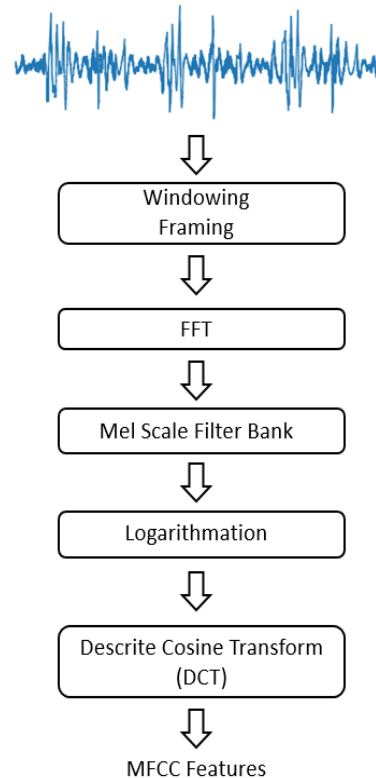 Windowing
Framing
FFT
Mel Scale Filter Bank
Logarithmation
Descrite Cosine Transform
(DCT)
MFCC Features